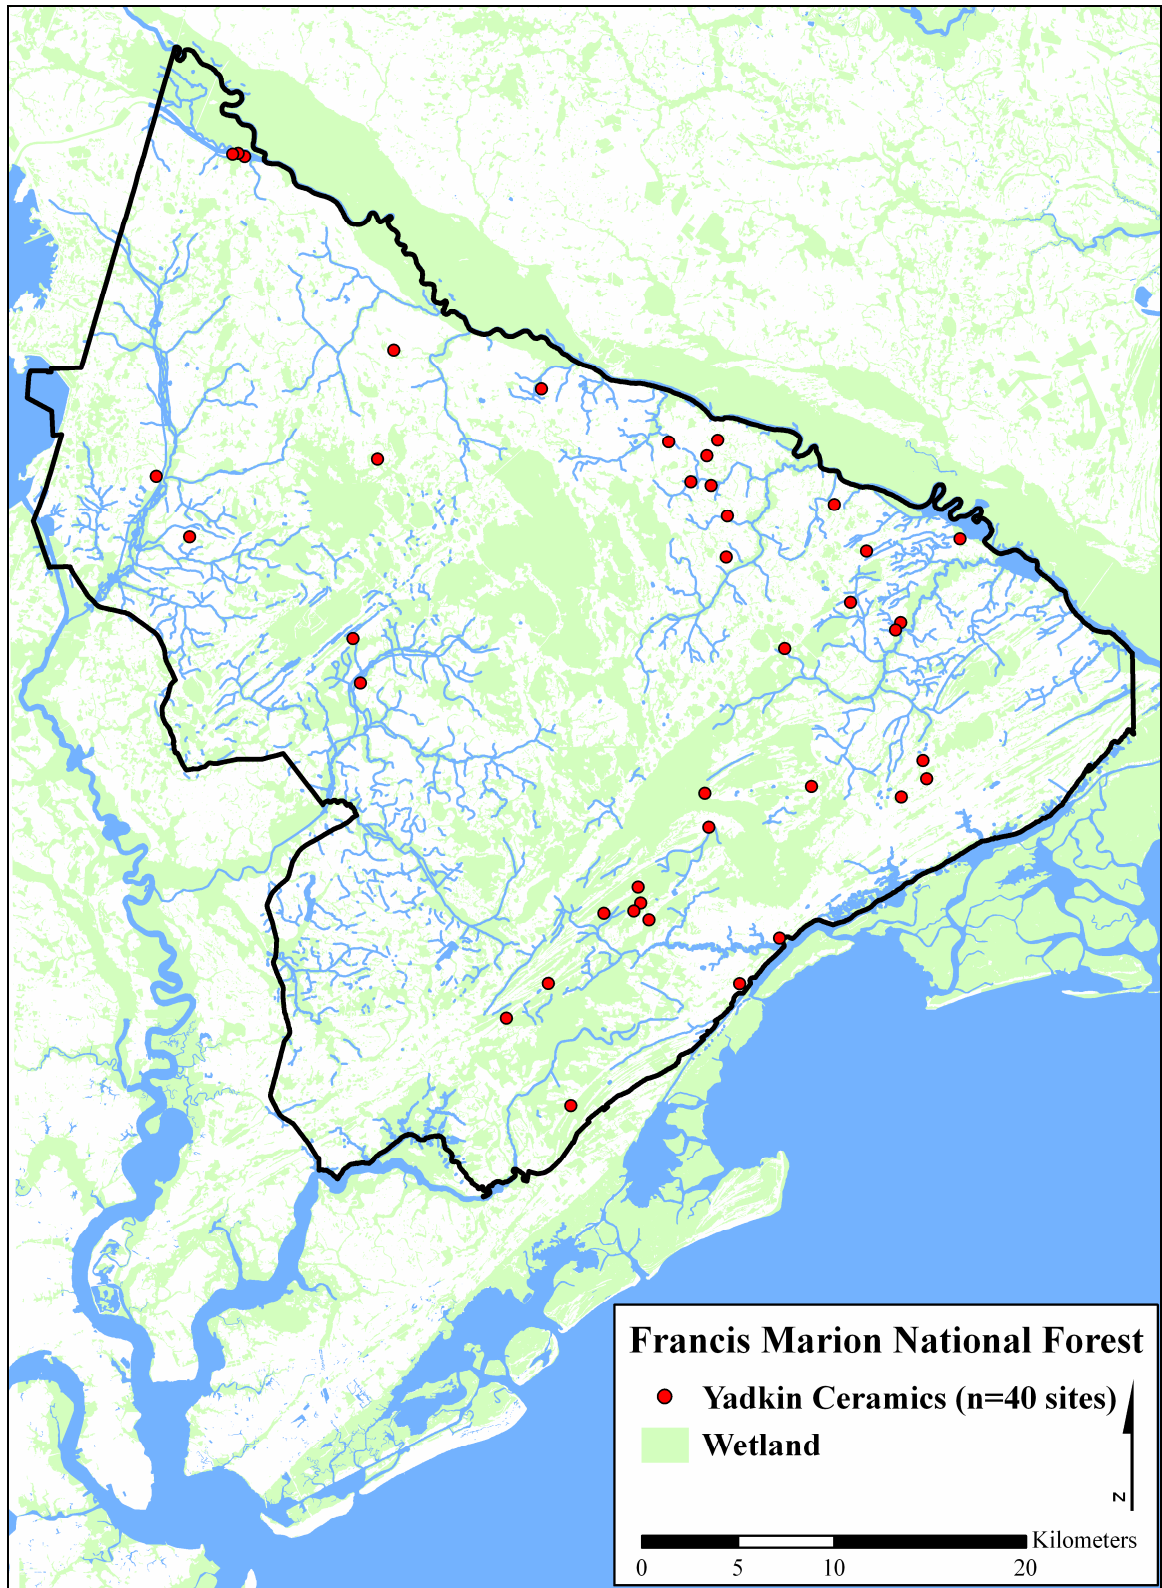 Francis Marion National Forest
Yadkin Ceramics (n=40 sites)
Wetland
N
Kilometers
0 5 10 20